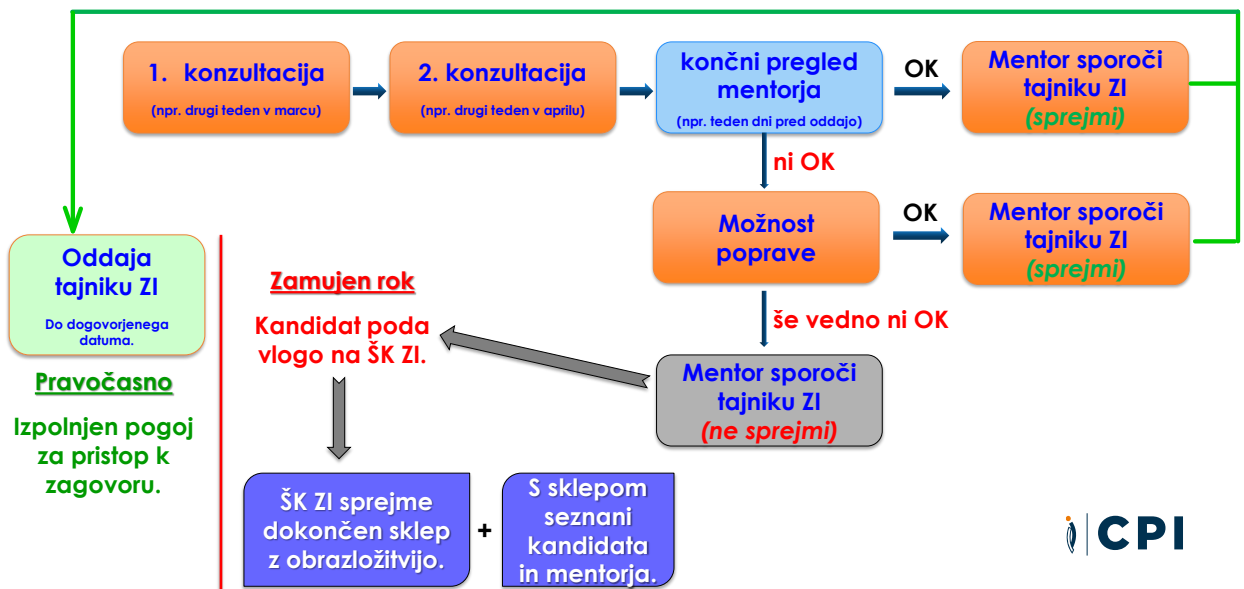 1. konzultacija
(npr. drugi teden v marcu)
2. konzultacija
(npr. drugi teden v aprilu)
končni pregled
mentorja
(npr. teden dni pred oddajo)
OK
Mentor sporoči
tajniku ZI
(sprejmi)
ni OK
Možnost
poprave
OK
Mentor sporoči
tajniku ZI
(sprejmi)
še vedno ni OK
Mentor sporoči
tajniku ZI
(ne sprejmi)
Oddaja
tajniku ZI
Do dogovorjenega
datuma.
Pravočasno
Izpolnjen pogoj
za pristop k
zagovoru.
Zamujen rok
Kandidat poda
vlogo na ŠK ZI.
ŠK ZI sprejme
dokončen sklep
z obrazložitvijo.
+
S sklepom
seznani
kandidata
in mentorja.
CPI